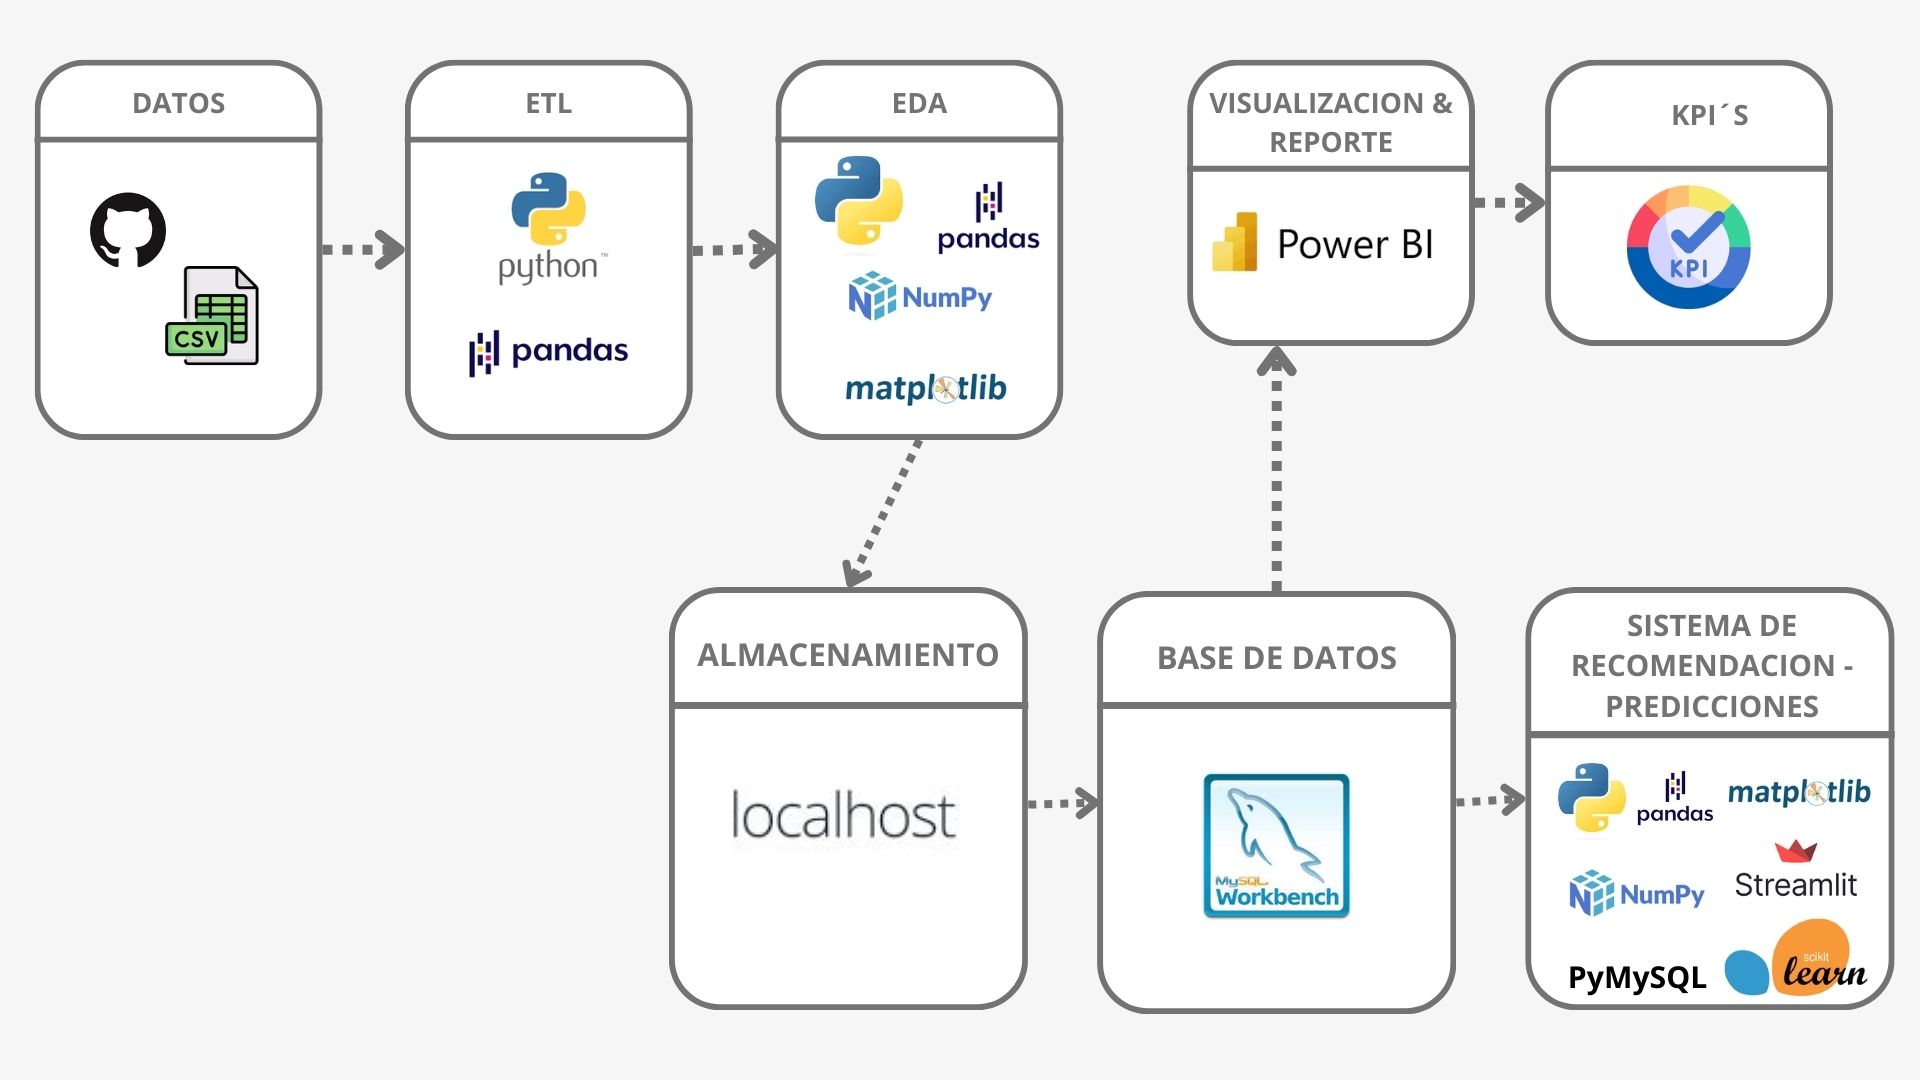 DATOS
CSV
ETL
python™
pandas
EDA
pandas
NumPy
matplotlib
VISUALIZACION &
REPORTE
Power BI
KPI´S
KPI
ALMACENAMIENTO
localhost
BASE DE DATOS
MySQL
Workbench
SISTEMA DE
RECOMENDACION -
PREDICCIONES
pandas
matplotlib
NumPy
Streamlit
PyMySQL
scikit
learn